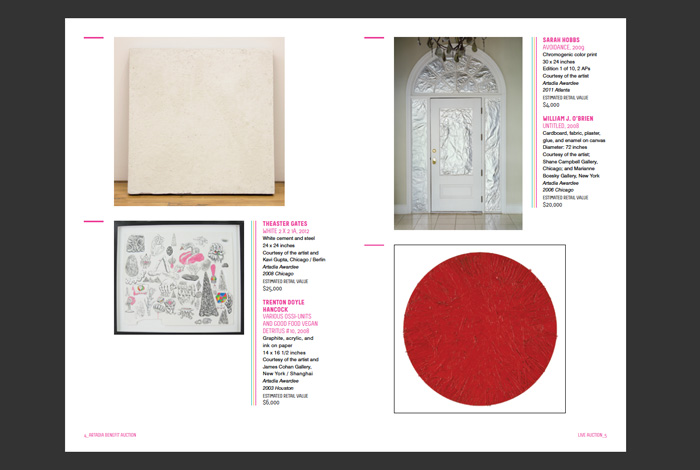 THEASTER GATES
WHITE 2 X 2 1A, 2012
White cement and steel
24 x 24 inches
Courtesy of the artist and
Kavi Gupta, Chicago / Berlin
Artadia Awardee
2008 Chicago
ESTIMATED RETAIL VALUE
$25,000
TRENTON DOYLE
HANCOCK
VARIOUS OSSI-UNITS
AND GOOD FOOD VEGAN
DETRITUS #10, 2008
Graphite, acrylic, and
ink on paper
14 x 16 1/2 inches
Courtesy of the artist and
James Cohan Gallery,
New York / Shanghai
Artadia Awardee
2003 Houston
ESTIMATED RETAIL VALUE
$6,000
4 ARTADIA BENEFIT AUCTION
SARAH HOBBS
AVOIDANCE, 2009
Chromogenic color print
30 x 24 inches
Edition 1 of 10, 2 APs
Courtesy of the artist
Artadia Awardee
2011 Atlanta
ESTIMATED RETAIL VALUE
$4,000
WILLIAM J. O'BRIEN
UNTITLED, 2008
Cardboard, fabric, plaster,
glue, and enamel on canvas
Diameter: 72 inches
Courtesy of the artist;
Shane Campbell Gallery,
Chicago; and Marianne
Boesky Gallery, New York
Artadia Awardee
2006 Chicago
ESTIMATED RETAIL VALUE
$20,000
LIVE AUCTION 5